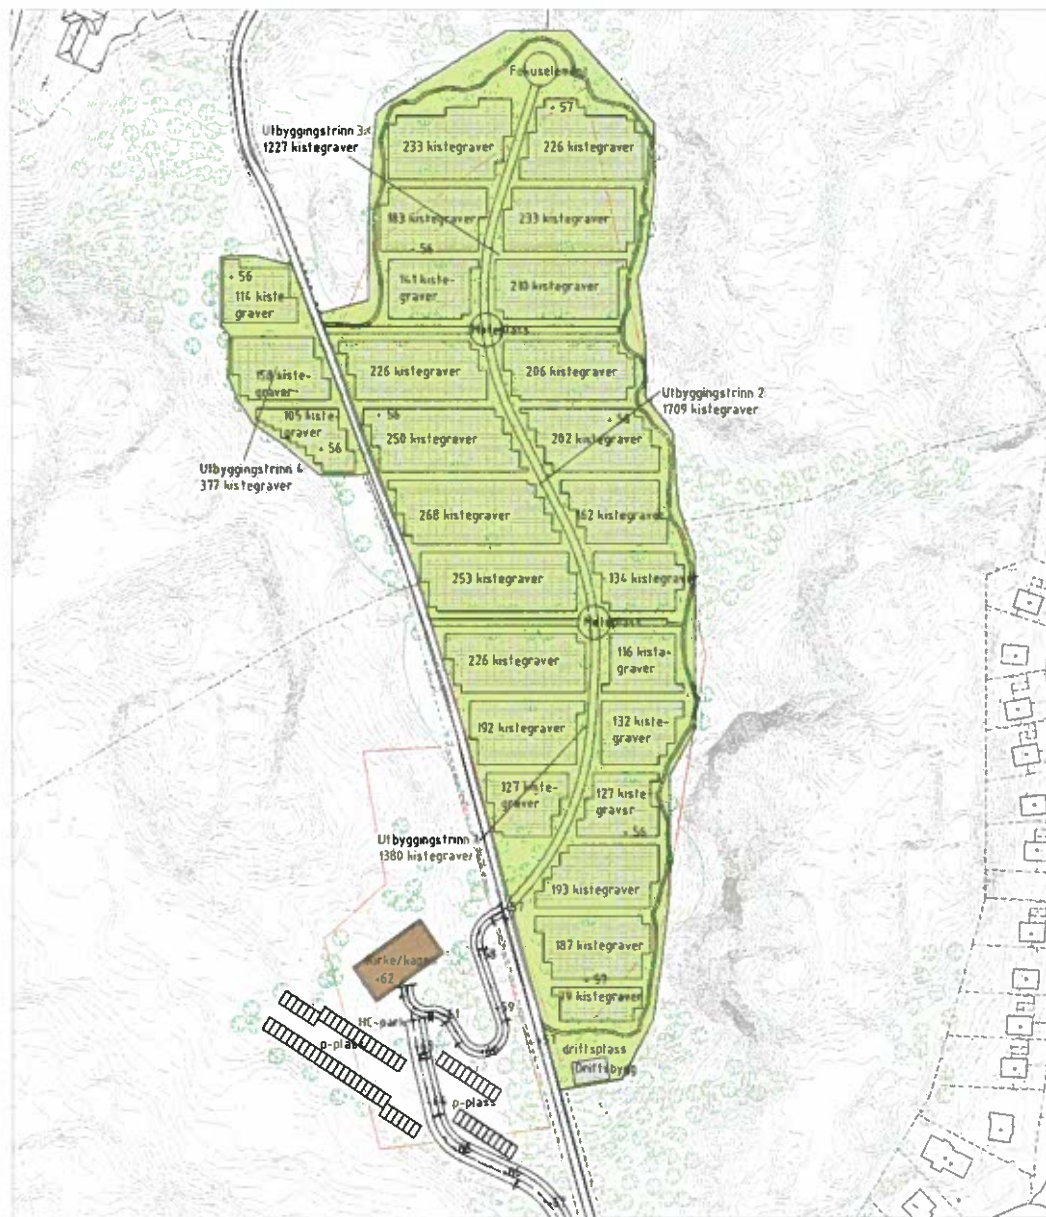 Fokuselement
+ 57
Utbyggingstrinn 3:
1227 kistegraver
233 kistegraver
226 kistegraver
183 kistegraver
233 kistegraver
+ 56
141 kiste-
graver
210 kistegraver
+ 56
114 kiste
graver
Møteplass
226 kistegraver
206 kistegraver
158 kiste-
graver
Utbyggingstrinn 2
1709 kistegraver
105 kiste-
graver
+ 56
+ 56
250 kistegraver
+ 56
202 kistegraver
Utbyggingstrinn 4
377 kistegraver
268 kistegraver
162 kistegraver
253 kistegraver
134 kistegraver
Møteplass
226 kistegraver
116 kiste-
graver
192 kistegraver
132 kiste-
graver
127 kiste-
graver
127 kiste-
graver
+ 56
Utbyggingstrinn
1380 kistegraver
193 kistegraver
187 kistegraver
+ 57
kistegraver
+62
HC-park
59
p-plass
driftsplass
Driftsbygg
p-plass